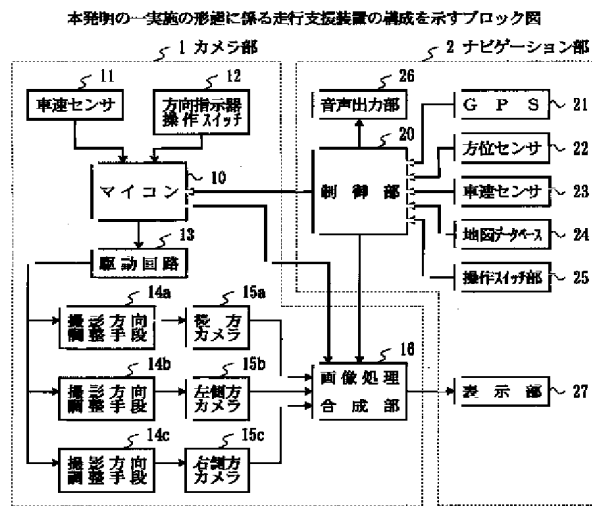 本発明の一実施の形態に係る走行支援装置の構成を示すブロック図
1 カメラ部
2 ナビゲーション部
11
車速センサ
12
方向指示器
操作スイッチ
26
音声出力部
GPS
21
20
制御部
方位センサ
22
10
マイコン
車速センサ
23
地図データベース
24
13
駆動回路
操作スイッチ部
25
14a
撮影方向
調整手段
15a
後方
カメラ
14b
撮影方向
調整手段
15b
左側方
カメラ
16
画像処理
合成部
表示部
27
14c
撮影方向
調整手段
15c
右側方
カメラ